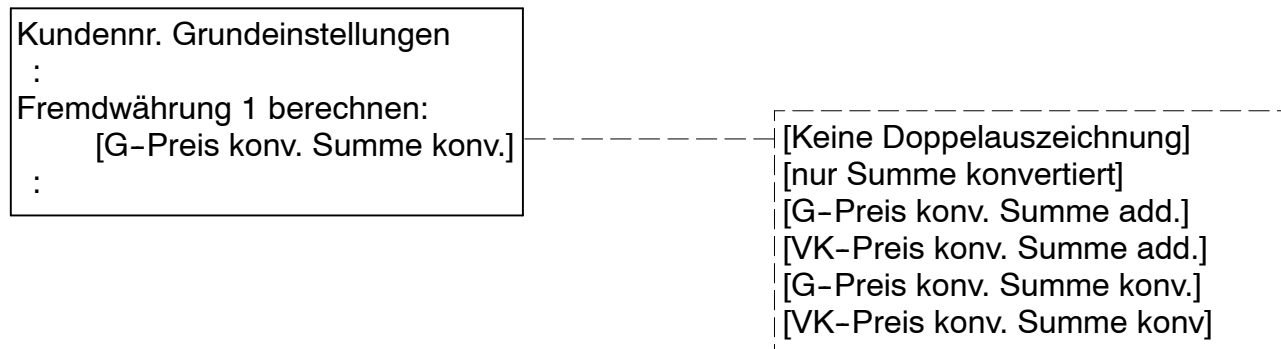 Kundennr. Grundeinstellungen
:
Fremdwährung 1 berechnen:
[G-Preis konv. Summe konv.]
:
[Keine Doppelauszeichnung]
[nur Summe konvertiert]
[G-Preis konv. Summe add.]
[VK-Preis konv. Summe add.]
[G-Preis konv. Summe konv.]
[VK-Preis konv. Summe konv]